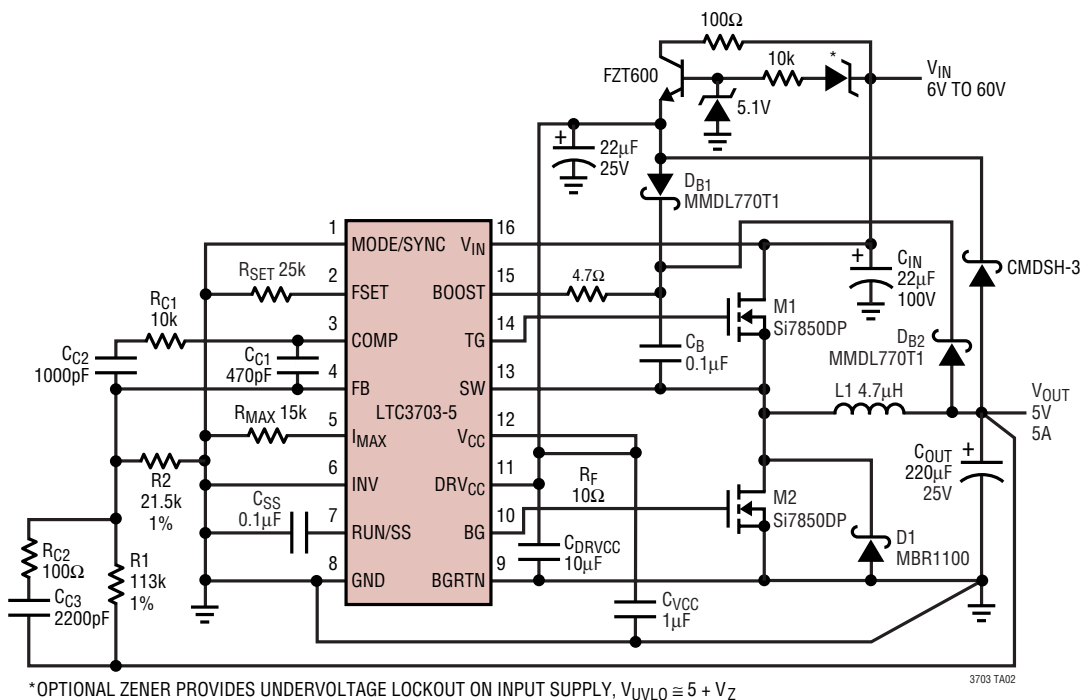 100Ω
10k
*
FZT600
V_IN
6V TO 60V
5.1V
+
22µF
25V
D_B1
MMDL770T1
1
MODE/SYNC
V_IN
16
+
C_IN
22µF
100V
CMDSH-3
R_SET 25k
2
FSET
BOOST
15
4.7Ω
R_C1
10k
3
COMP
TG
14
M1
Si7850DP
C_C2
1000pF
C_C1
470pF
4
FB
SW
13
C_B
0.1µF
D_B2
MMDL770T1
L1 4.7µH
V_OUT
5V
5A
LTC3703-5
R_MAX 15k
5
I_MAX
V_CC
12
R2
21.5k
1%
6
INV
DRV_CC
11
R_F
10Ω
C_OUT
220µF
25V
+
C_SS
0.1µF
7
RUN/SS
BG
10
M2
Si7850DP
R_C2
100Ω
R1
113k
1%
8
GND
BGRTN
9
C_DRVCC
10µF
D1
MBR1100
C_C3
2200pF
C_VCC
1µF
3703 TA02
*OPTIONAL ZENER PROVIDES UNDERVOLTAGE LOCKOUT ON INPUT SUPPLY, V_UVLO ≅ 5 + V_Z